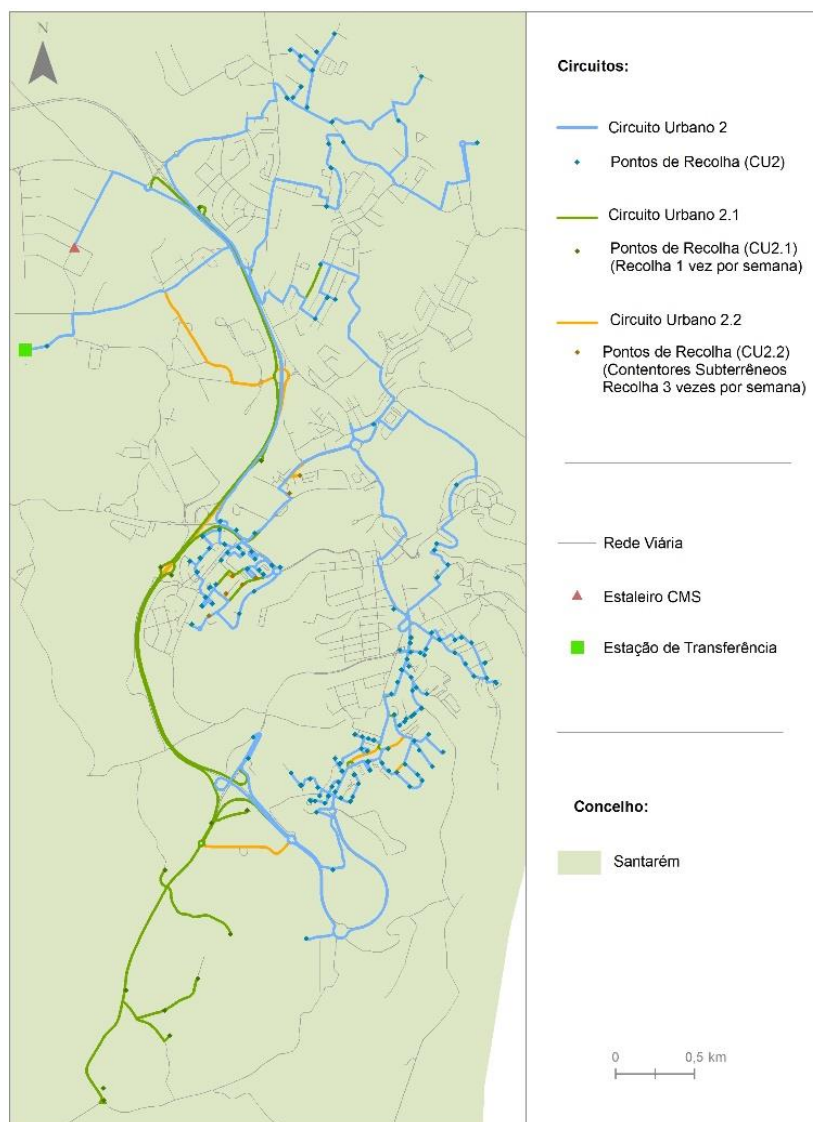 N
Circuitos:
Circuito Urbano 2
Pontos de Recolha (CU2)
Circuito Urbano 2.1
Pontos de Recolha (CU2.1)
(Recolha 1 vez por semana)
Circuito Urbano 2.2
Pontos de Recolha (CU2.2)
(Contentores Subterrêneos
Recolha 3 vezes por semana)
Rede Viária
Estaleiro CMS
Estação de Transferência
Concelho:
Santarém
0 0,5 km